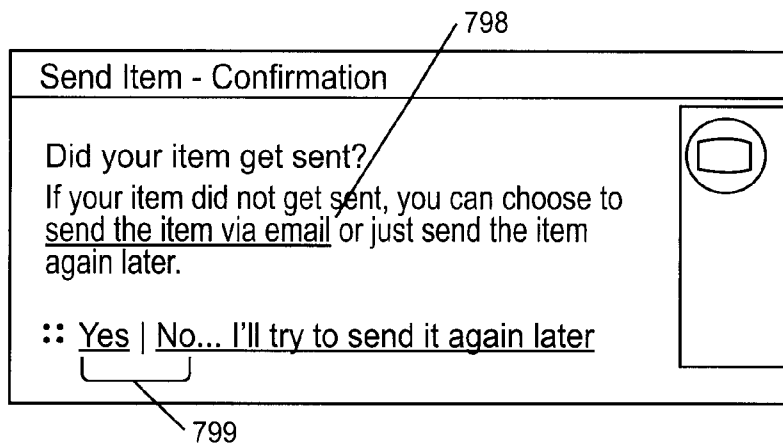 798
Send Item - Confirmation
Did your item get sent?
If your item did not get sent, you can choose to
send the item via email or just send the item
again later.
:: Yes | No... I'll try to send it again later
799